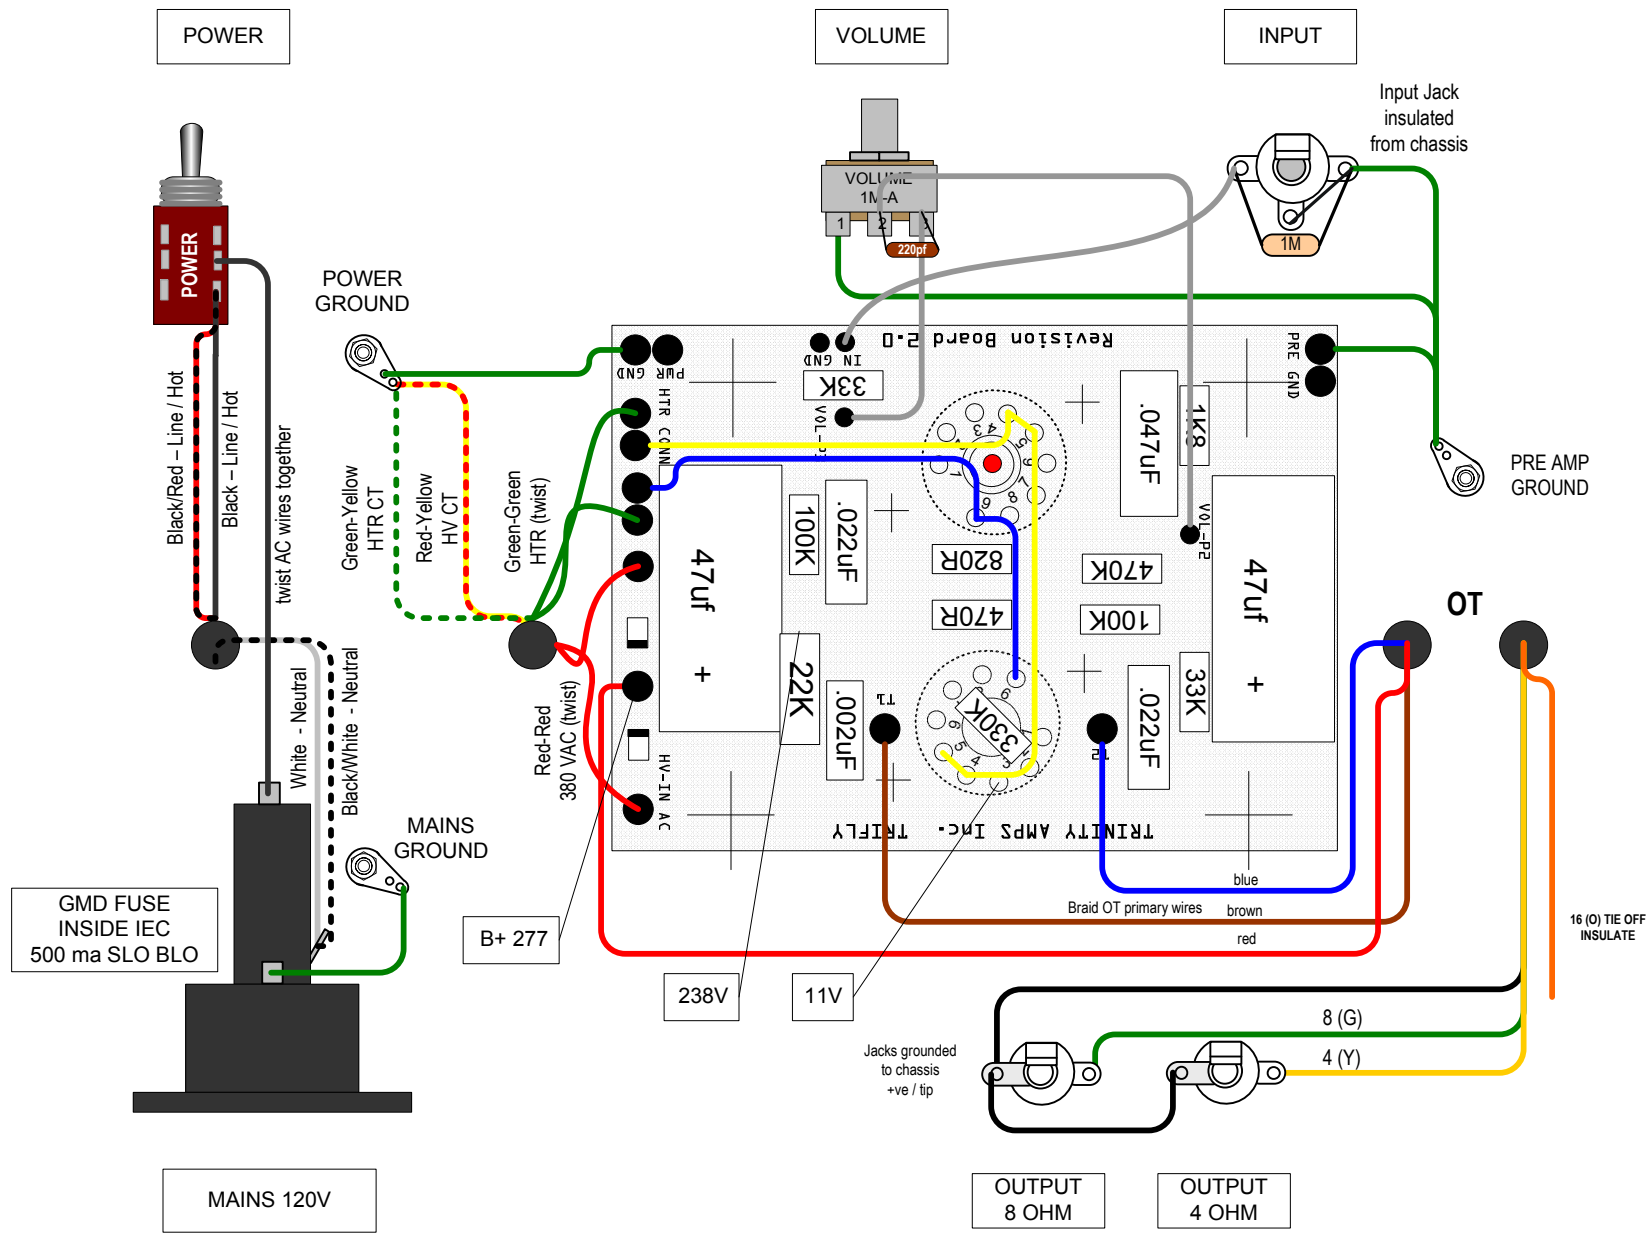 POWER
VOLUME
INPUT
Input Jack
insulated
from chassis
VOLUME
1M-A
1
2
3
220pf
1M
POWER
POWER
GROUND
Black/Red – Line / Hot
Black – Line / Hot
twist AC wires together
Green-Yellow
HTR CT
Red-Yellow
HV CT
Green-Green
HTR (twist)
GND PWR
GND IN
Revision Board 2.0
PRE GND
33K
HTR CONN
.047uF
1K8
PRE AMP
GROUND
VOL-P2
100K
.022uF
47uf
+
820R
470R
470K
100K
47uf
+
OT
22K
.002uF
T1
330K
.022uF
33K
White - Neutral
Black/White - Neutral
Red-Red
380 VAC (twist)
HV-IN AC
TRIFLY TRINITY AMPS Inc.
MAINS
GROUND
GMD FUSE
INSIDE IEC
500 ma SLO BLO
B+ 277
238V
11V
blue
Braid OT primary wires
brown
red
16 (O) TIE OFF
INSULATE
8 (G)
4 (Y)
Jacks grounded
to chassis
+ve / tip
MAINS 120V
OUTPUT
8 OHM
OUTPUT
4 OHM